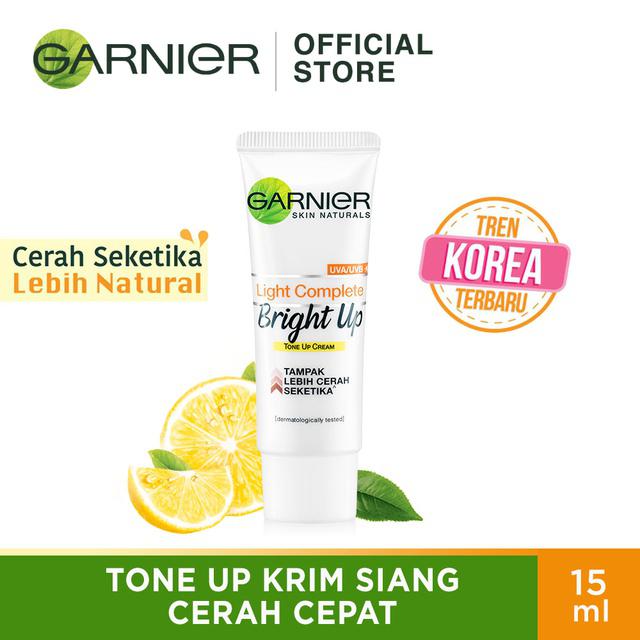 GARNIER
OFFICIAL
STORE
GARNIER
SKIN NATURALS
UVA/UVB
Light Complete
Bright Up
TONE UP CREAM
TAMPAK
LEBIH CERAH
SEKETIKA^
[dermatologically tested]
Cerah Seketika
Lebih Natural
TREN
KOREA
TERBARU
TONE UP KRIM SIANG
CERAH CEPAT
15
ml